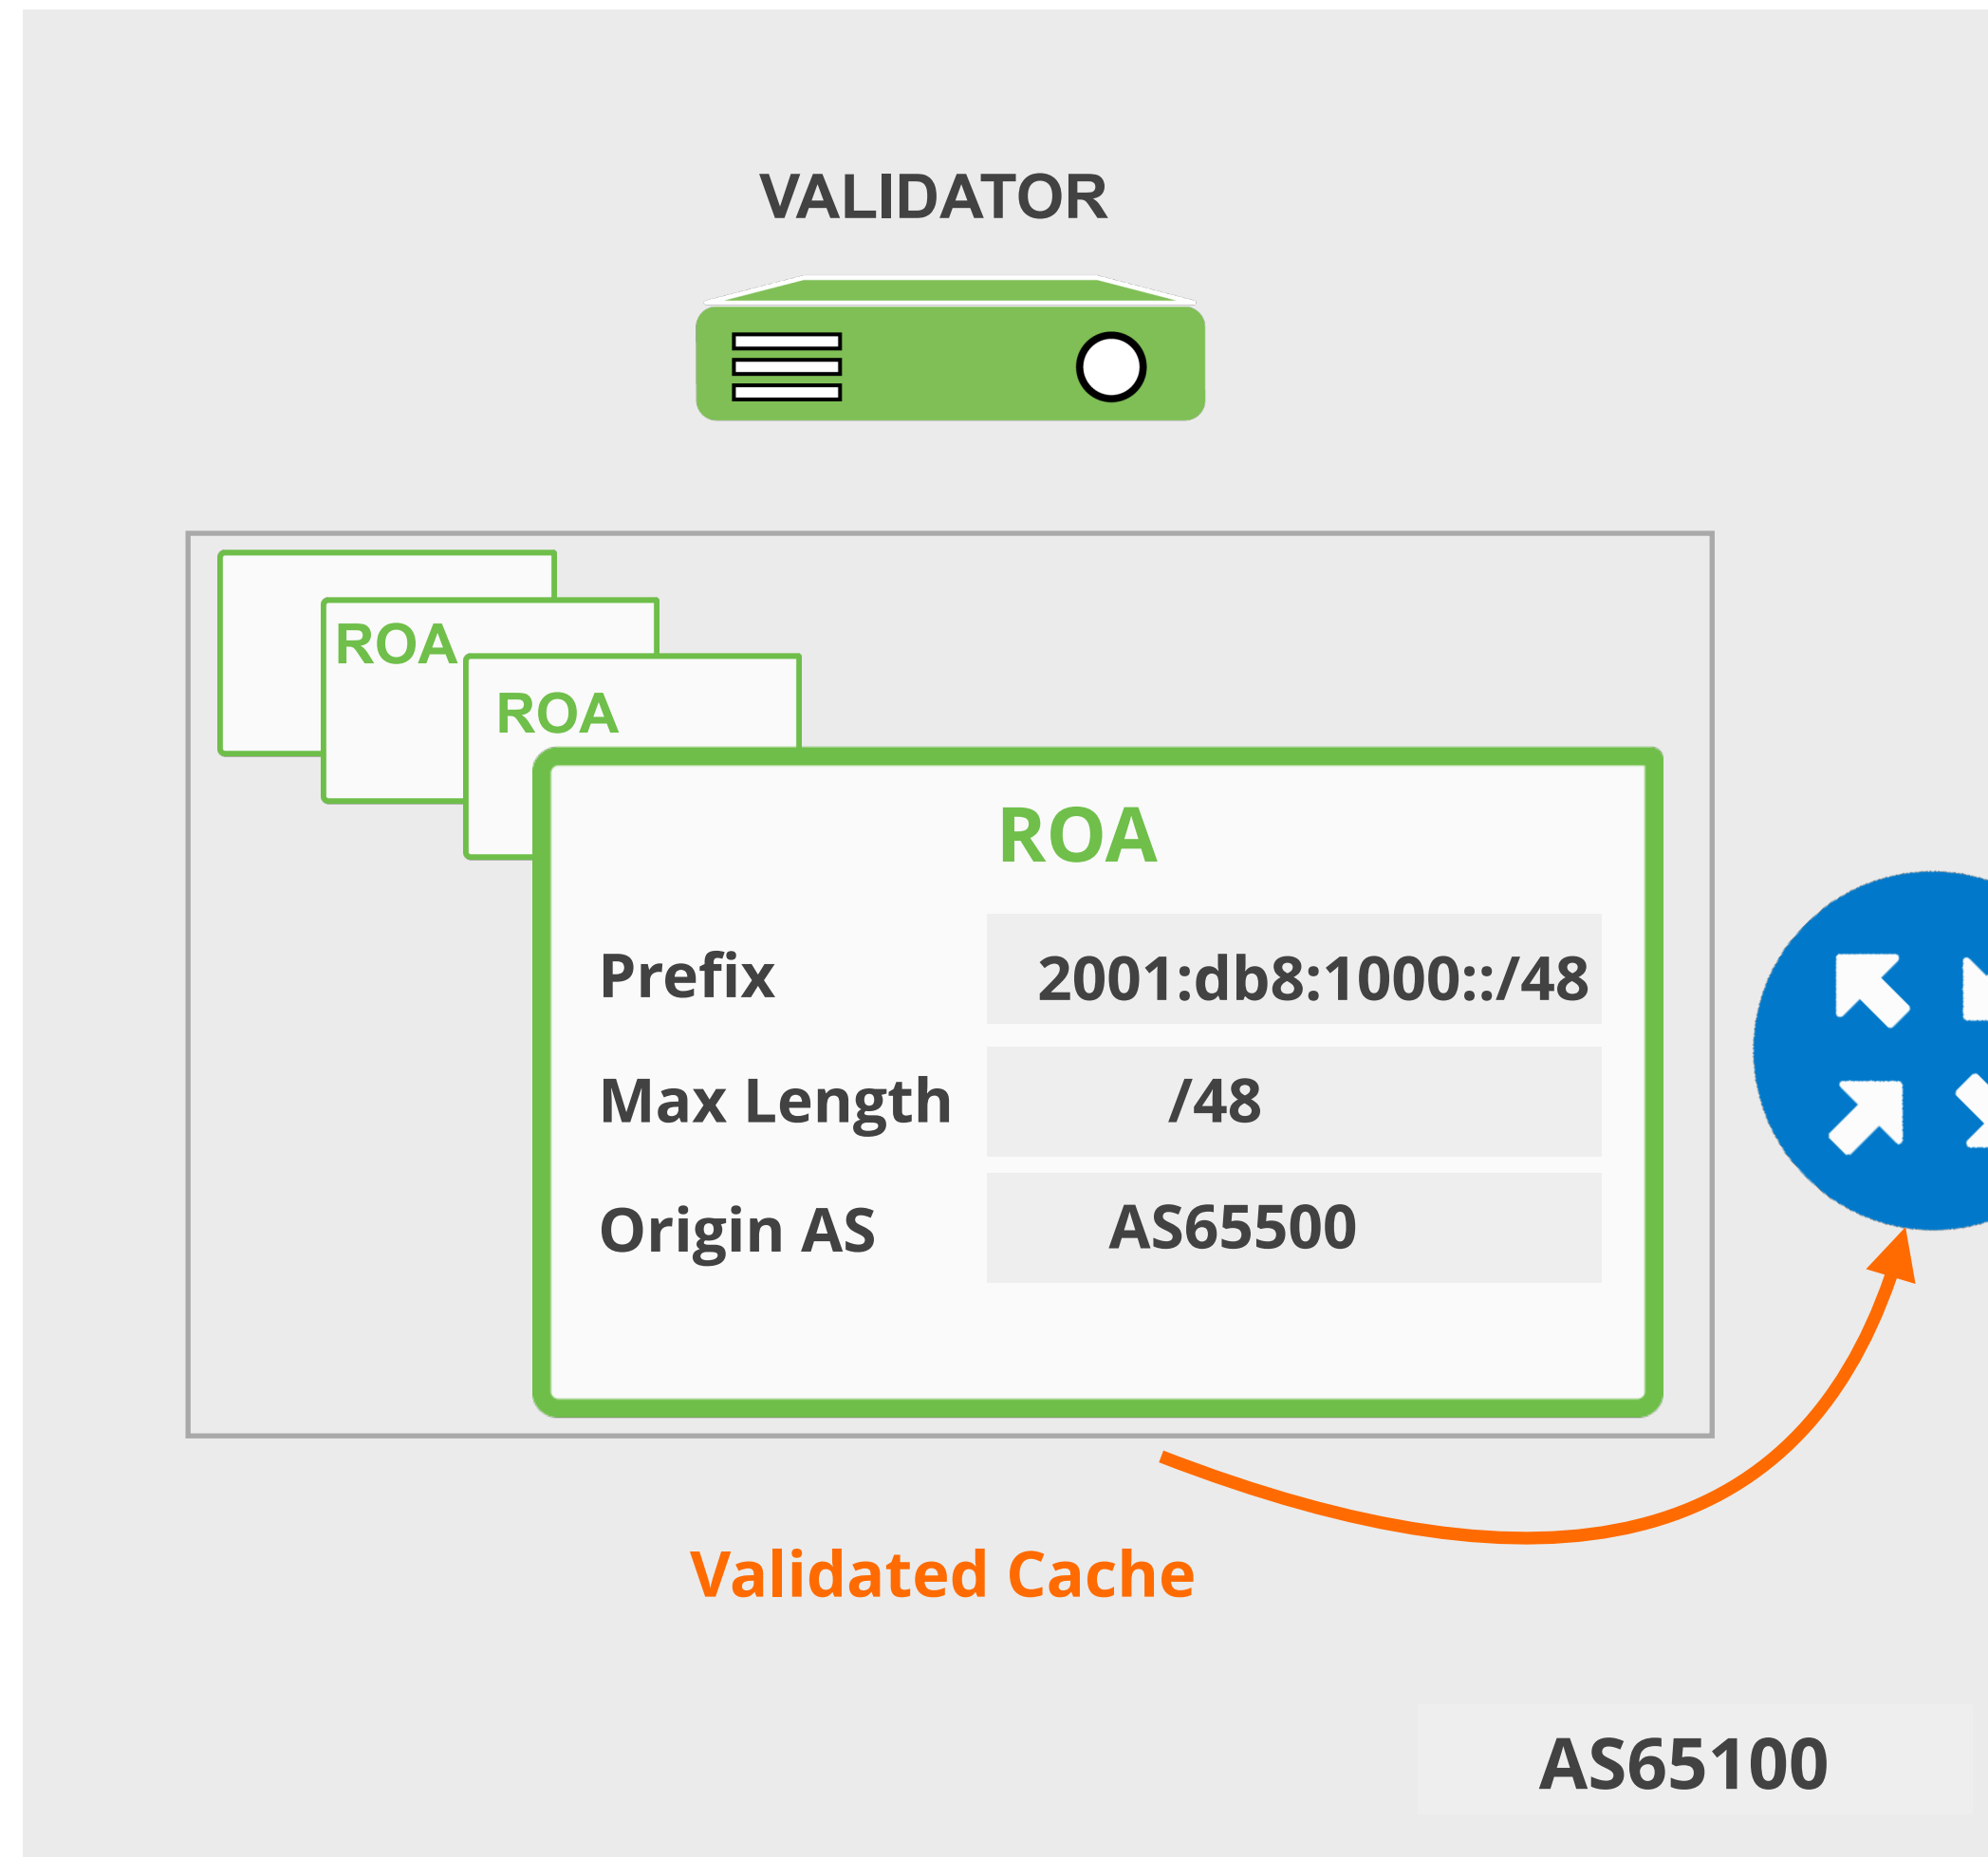 VALIDATOR
ROA
ROA
ROA
Prefix 2001:db8:1000::/48
Max Length /48
Origin AS AS65500
Validated Cache
AS65100